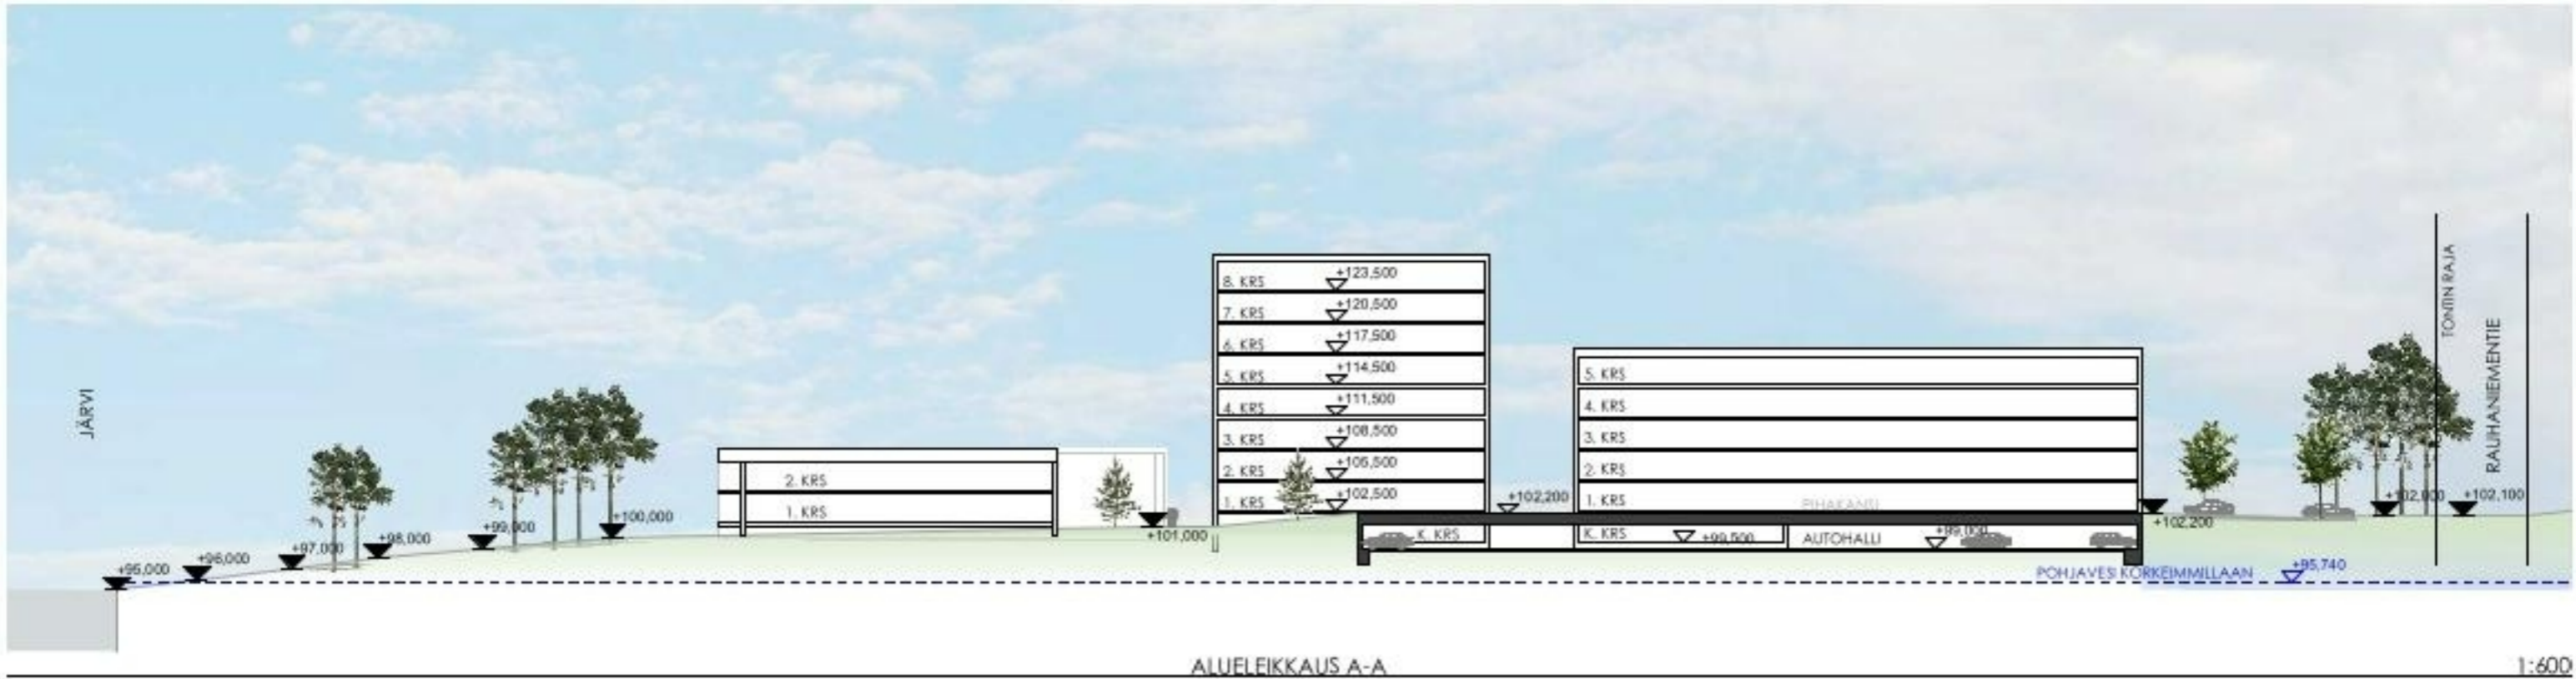 JÄRVI
+95,000
+96,000
+97,000
+98,000
+99,000
+100,000
2. KRS
1. KRS
+101,000
8. KRS +123,500
7. KRS +120,500
6. KRS +117,500
5. KRS +114,500
4. KRS +111,500
3. KRS +108,500
2. KRS +105,500
1. KRS +102,500
+102,200
5. KRS
4. KRS
3. KRS
2. KRS
1. KRS
PIHAKANSI
K. KRS
K. KRS
+99,500
AUTOHALLI
+99,000
+102,200
+102,000
+102,100
TONTIN RAJA
RAUHANIEMENTIE
POHJAVESI KORKEIMMILLAAN
+95,740
ALUELEIKKAUS A-A
1:600